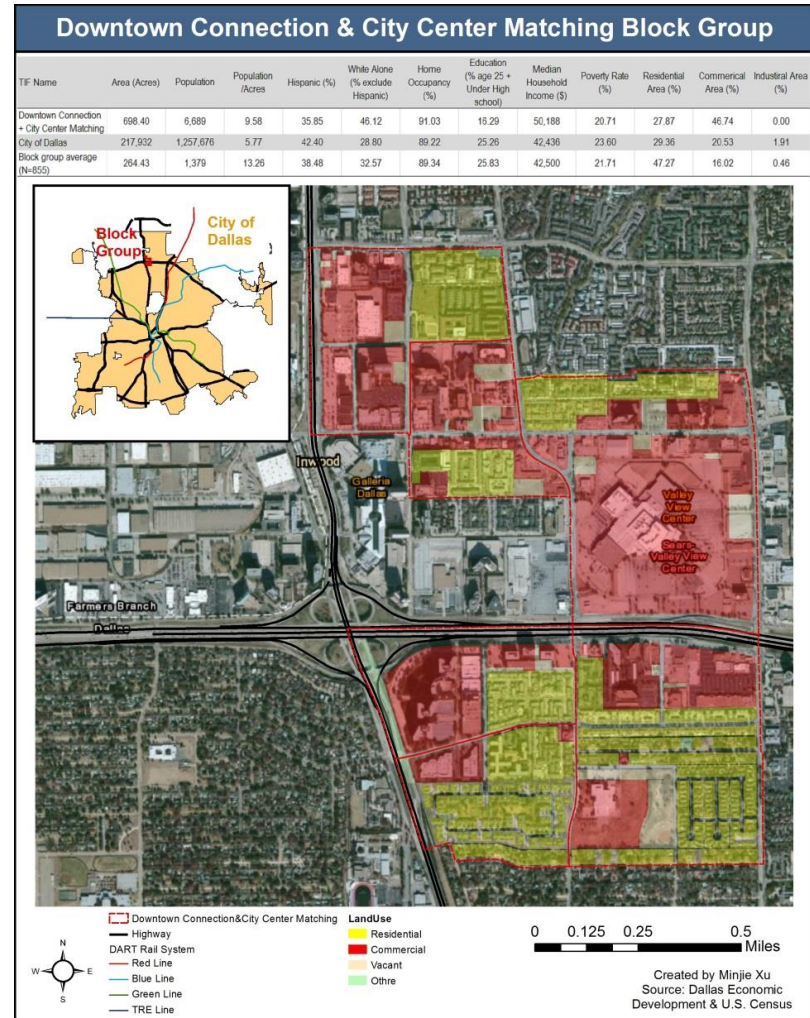 Downtown Connection & City Center Matching Block Group
TIF Name Area (Acres) Population Population /Acres Hispanic (%) White Alone (% exclude Hispanic) Home Occupancy (%) Education (% age 25 + Under High school) Median Household Income ($) Poverty Rate (%) Residential Area (%) Commerical Area (%) Industiral Area (%)
Downtown Connection + City Center Matching 698.40 6,689 9.58 35.85 46.12 91.03 16.29 50,188 20.71 27.87 46.74 0.00
City of Dallas 217,932 1,257,676 5.77 42.40 28.80 89.22 25.26 42,436 23.60 29.36 20.53 1.91
Block group average (N=855) 264.43 1,379 13.26 38.48 32.57 89.34 25.83 42,500 21.71 47.27 16.02 0.46
Block
Group
City of
Dallas
Inwood
Galleria
Dallas
Valley
View
Center
Sears-
Valley View
Center
Farmers Branch
Dallas
Downtown Connection&City Center Matching
Highway
DART Rail System
Red Line
Blue Line
Green Line
TRE Line
LandUse
Residential
Commercial
Vacant
Othre
N
W E
S
0 0.125 0.25 0.5
Miles
Created by Minjie Xu
Source: Dallas Economic
Development & U.S. Census